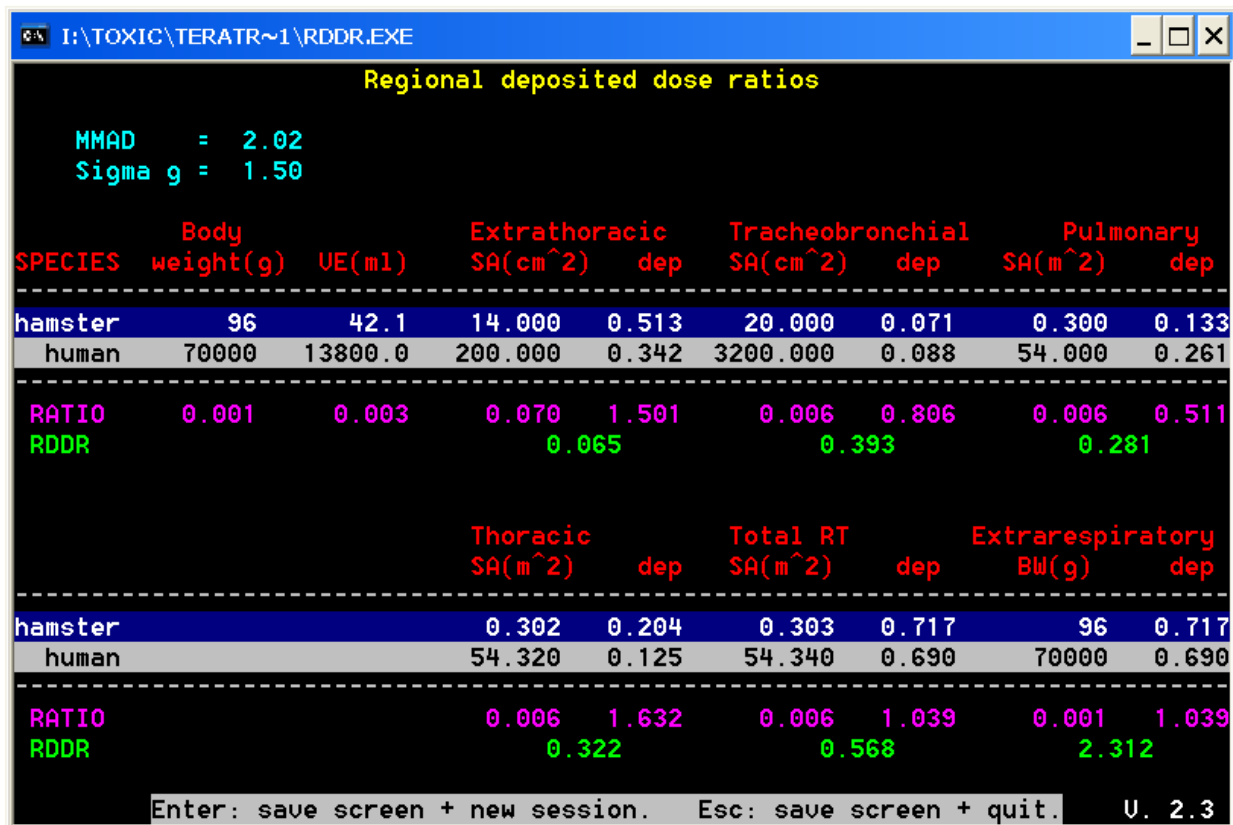 I:\TOXIC\TERATR~1\RDDR.EXE
Regional deposited dose ratios
MMAD = 2.02
Sigma g = 1.50
Body Extrathoracic Tracheobronchial Pulmonary
SPECIES weight(g) VE(ml) SA(cm^2) dep SA(cm^2) dep SA(m^2) dep
hamster 96 42.1 14.000 0.513 20.000 0.071 0.300 0.133
human 70000 13800.0 200.000 0.342 3200.000 0.088 54.000 0.261
RATIO 0.001 0.003 0.070 1.501 0.006 0.806 0.006 0.511
RDDR 0.065 0.393 0.281
Thoracic Total RT Extrarespiratory
SA(m^2) dep SA(m^2) dep BW(g) dep
hamster 0.302 0.204 0.303 0.717 96 0.717
human 54.320 0.125 54.340 0.690 70000 0.690
RATIO 0.006 1.632 0.006 1.039 0.001 1.039
RDDR 0.322 0.568 2.312
Enter: save screen + new session. Esc: save screen + quit. V. 2.3